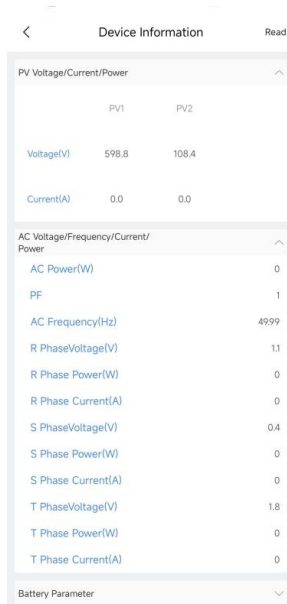 Device Information
Read
PV Voltage/Current/Power
PV1 PV2
Voltage(V) 598.8 108.4
Current(A) 0.0 0.0
AC Voltage/Frequency/Current/
Power
AC Power(W) 0
PF 1
AC Frequency(Hz) 49.99
R PhaseVoltage(V) 1.1
R Phase Power(W) 0
R Phase Current(A) 0
S PhaseVoltage(V) 0.4
S Phase Power(W) 0
S Phase Current(A) 0
T PhaseVoltage(V) 1.8
T Phase Power(W) 0
T Phase Current(A) 0
Battery Parameter